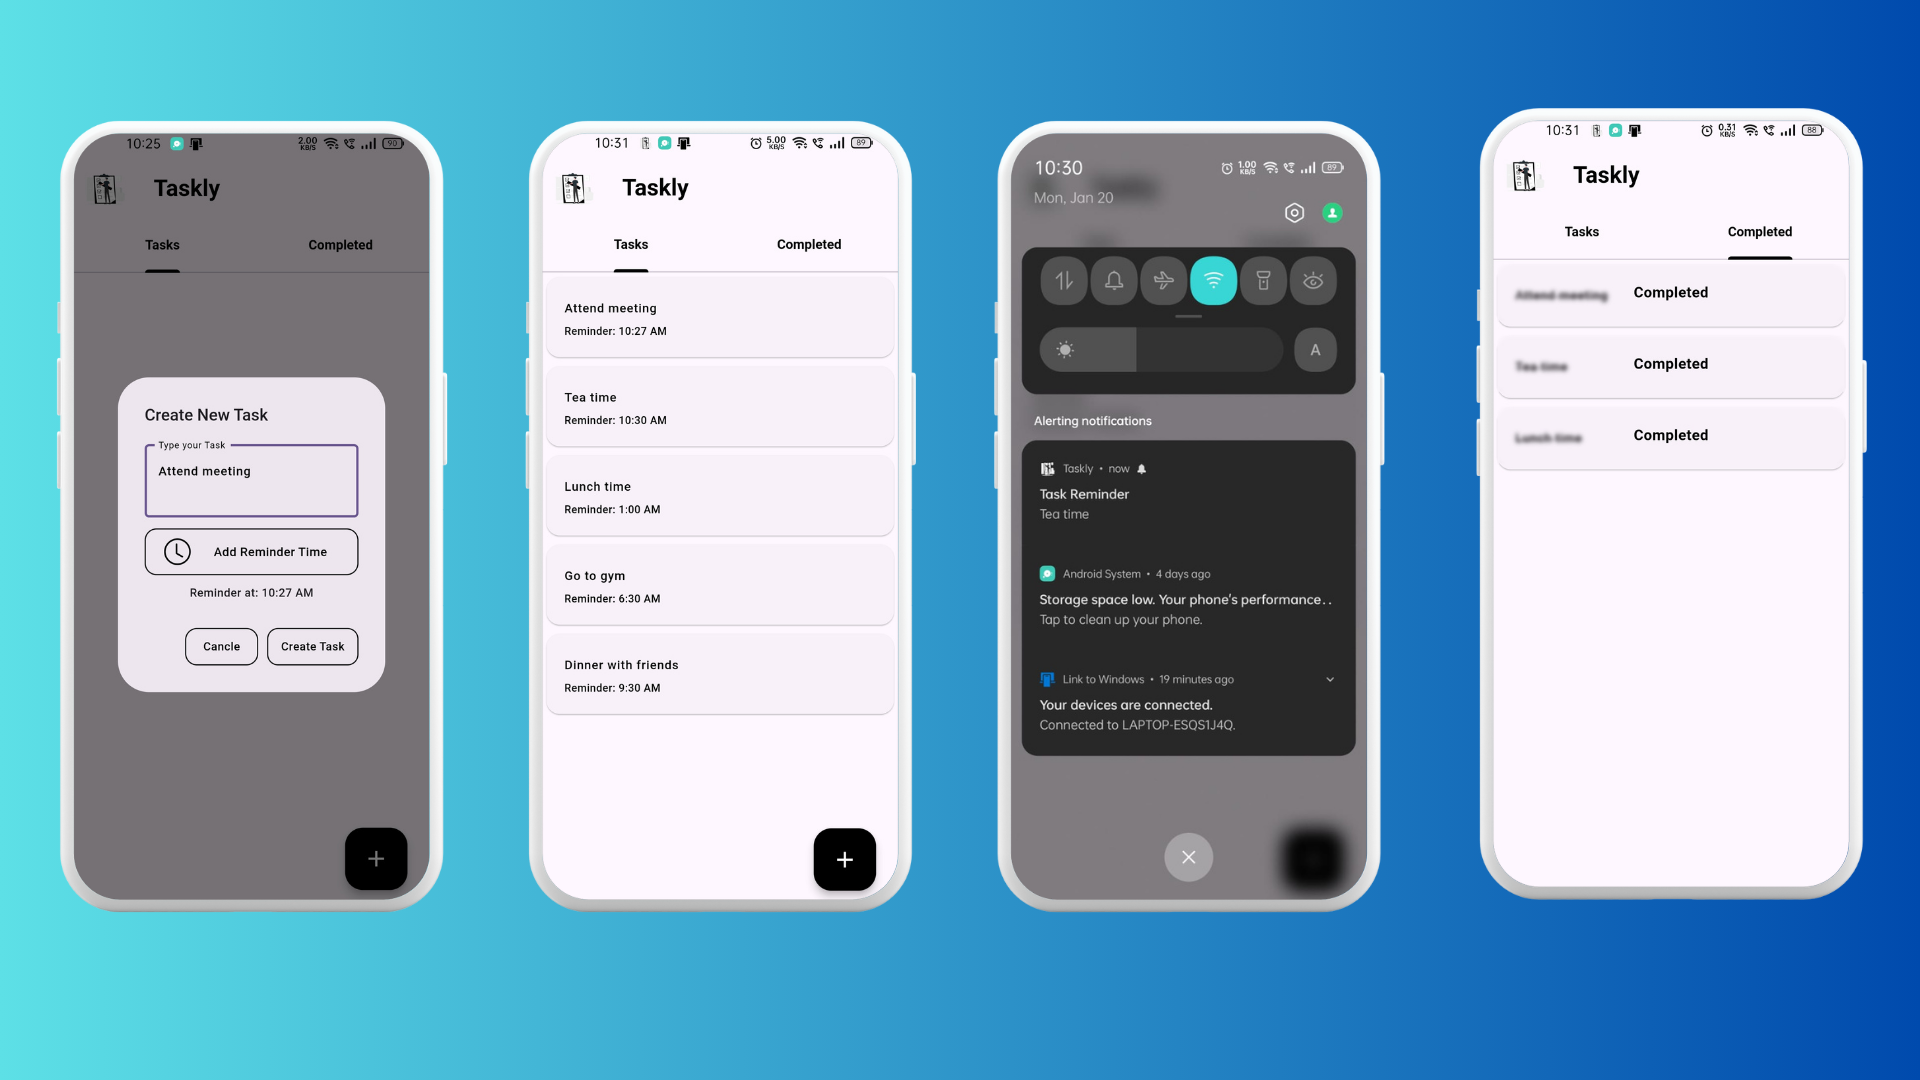 10:25
2.00 KB/S
90
Taskly
Tasks Completed
Create New Task
Type your Task
Attend meeting
Add Reminder Time
Reminder at: 10:27 AM
Cancle Create Task
+
10:31
5.00 KB/S
89
Taskly
Tasks Completed
Attend meeting
Reminder: 10:27 AM
Tea time
Reminder: 10:30 AM
Lunch time
Reminder: 1:00 AM
Go to gym
Reminder: 6:30 AM
Dinner with friends
Reminder: 9:30 AM
+
10:30
1.00 KB/S
89
Mon, Jan 20
A
Alerting notifications
Taskly • now
Task Reminder
Tea time
Android System • 4 days ago
Storage space low. Your phone's performance..
Tap to clean up your phone.
Link to Windows • 19 minutes ago
Your devices are connected.
Connected to LAPTOP-ESQS1J4Q.
10:31
0.31 KB/S
88
Taskly
Tasks Completed
Attend meeting Completed
Tea time Completed
Lunch time Completed